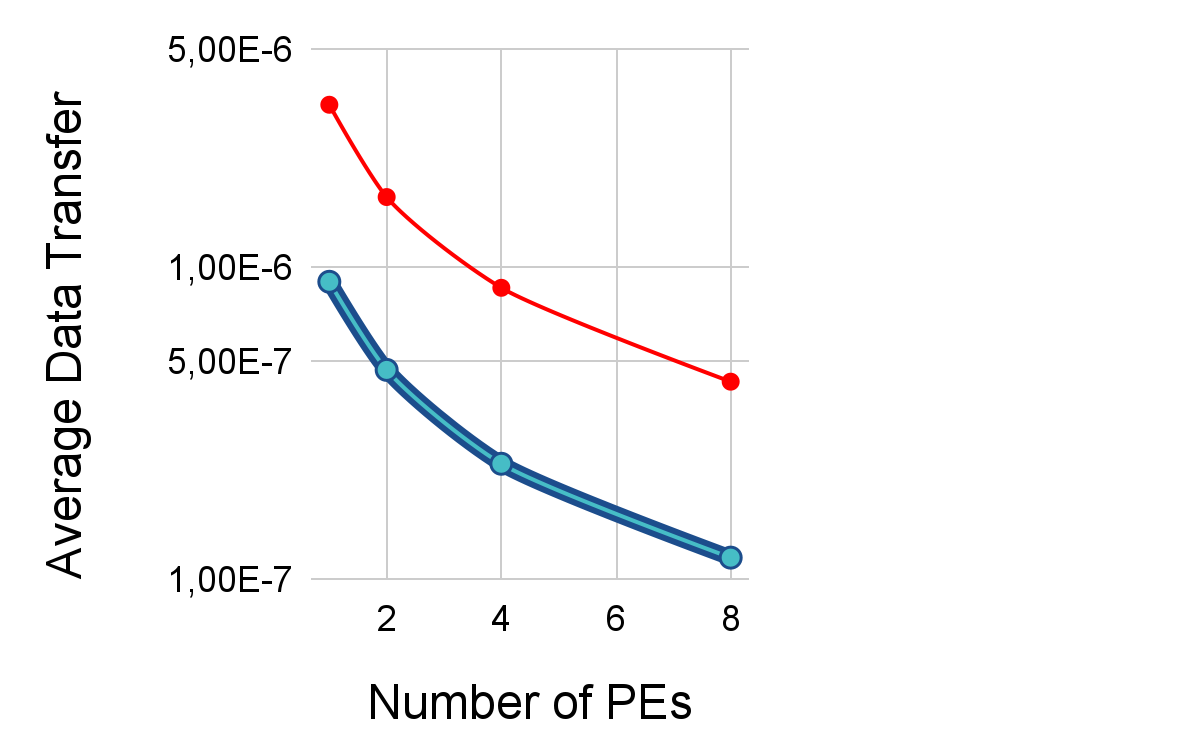 5,00E-6
1,00E-6
5,00E-7
1,00E-7
Average Data Transfer
2 4 6 8
Number of PEs